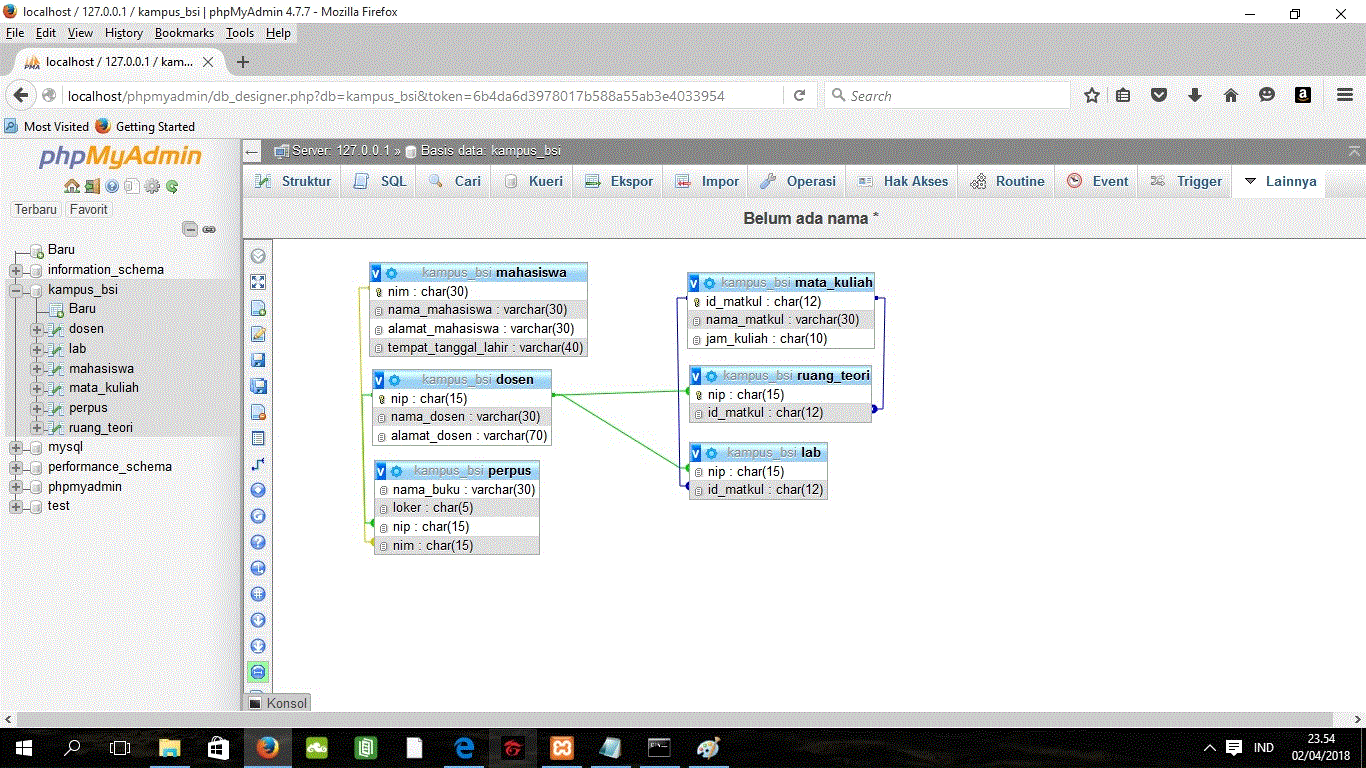 localhost / 127.0.0.1 / kampus_bsi | phpMyAdmin 4.7.7 - Mozilla Firefox
File Edit View History Bookmarks Tools Help
localhost / 127.0.0.1 / kam...
localhost/phpmyadmin/db_designer.php?db=kampus_bsi&token=6b4da6d3978017b588a55ab3e4033954
Search
Most Visited Getting Started
phpMyAdmin
Terbaru Favorit
Baru
information_schema
kampus_bsi
Baru
dosen
lab
mahasiswa
mata_kuliah
perpus
ruang_teori
mysql
performance_schema
phpmyadmin
test
Server: 127.0.0.1 » Basis data: kampus_bsi
Struktur SQL Cari Kueri Ekspor Impor Operasi Hak Akses Routine Event Trigger Lainnya
Belum ada nama *
v kampus_bsi mahasiswa
nim : char(30)
nama_mahasiswa : varchar(30)
alamat_mahasiswa : varchar(30)
tempat_tanggal_lahir : varchar(40)
v kampus_bsi dosen
nip : char(15)
nama_dosen : varchar(30)
alamat_dosen : varchar(70)
v kampus_bsi perpus
nama_buku : varchar(30)
loker : char(5)
nip : char(15)
nim : char(15)
v kampus_bsi mata_kuliah
id_matkul : char(12)
nama_matkul : varchar(30)
jam_kuliah : char(10)
v kampus_bsi ruang_teori
nip : char(15)
id_matkul : char(12)
v kampus_bsi lab
nip : char(15)
id_matkul : char(12)
Konsol
IND
23.54
02/04/2018